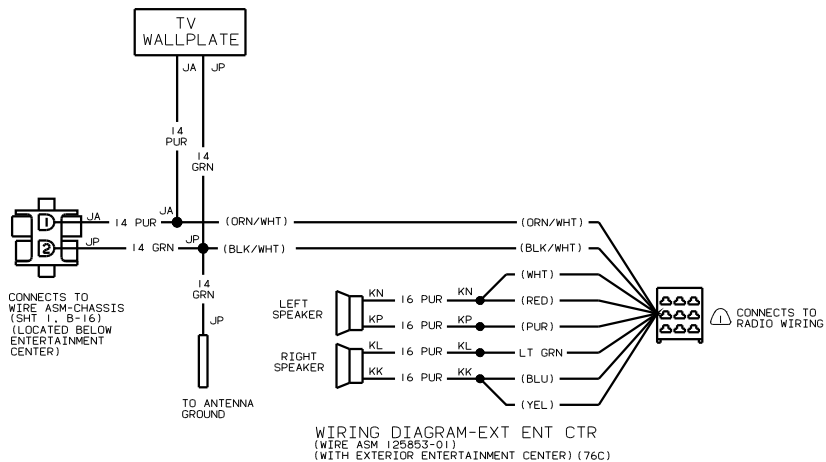 TV
WALLPLATE
JA JP
14
PUR
14
GRN
JA
1 JA 14 PUR (ORN/WHT) (ORN/WHT)
2 JP 14 GRN JP (BLK/WHT) (BLK/WHT)
14
GRN
JP
TO ANTENNA
GROUND
CONNECTS TO
WIRE ASM-CHASSIS
(SHT 1, B-16)
(LOCATED BELOW
ENTERTAINMENT
CENTER)
(WHT)
LEFT
SPEAKER
KN 16 PUR KN (RED)
KP 16 PUR KP (PUR)
RIGHT
SPEAKER
KL 16 PUR KL LT GRN
KK 16 PUR KK (BLU)
(YEL)
1 CONNECTS TO
RADIO WIRING
WIRING DIAGRAM-EXT ENT CTR
(WIRE ASM 125853-01)
(WITH EXTERIOR ENTERTAINMENT CENTER) (76C)